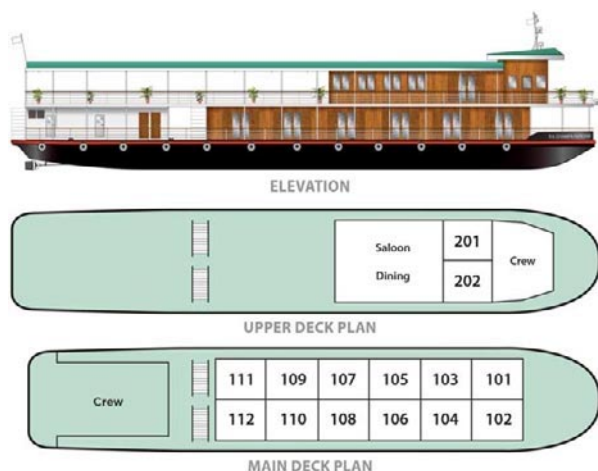 ELEVATION
Saloon
Dining
201
202
Crew
UPPER DECK PLAN
Crew
111 109 107 105 103 101
112 110 108 106 104 102
MAIN DECK PLAN